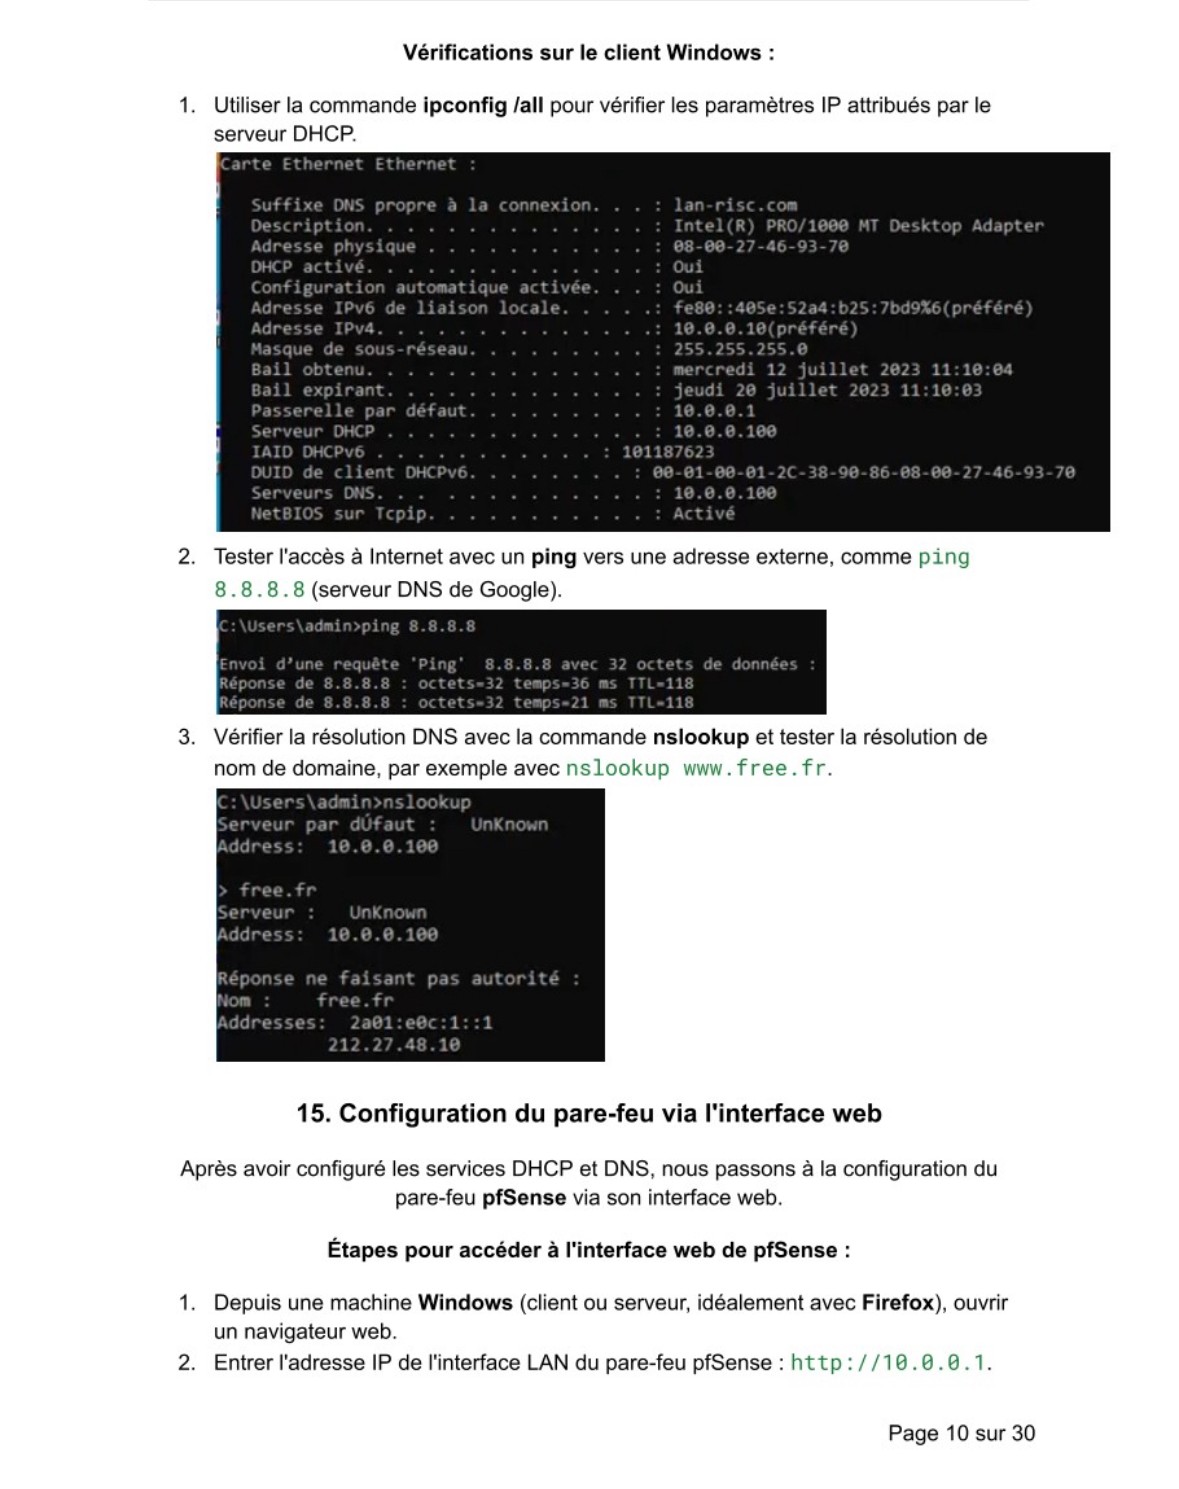 Vérifications sur le client Windows :
1. Utiliser la commande ipconfig /all pour vérifier les paramètres IP attribués par le
serveur DHCP.
Carte Ethernet Ethernet :
Suffixe DNS propre à la connexion. . . : lan-risc.com
Description. . . . . . . . . . . . . . : Intel(R) PRO/1000 MT Desktop Adapter
Adresse physique . . . . . . . . . . . : 08-00-27-46-93-70
DHCP activé. . . . . . . . . . . . . . : Oui
Configuration automatique activée. . . : Oui
Adresse IPv6 de liaison locale. . . . .: fe80::405e:52a4:b25:7bd9%6(préféré)
Adresse IPv4. . . . . . . . . . . . . .: 10.0.0.10(préféré)
Masque de sous-réseau. . . . . . . . . : 255.255.255.0
Bail obtenu. . . . . . . . . . . . . . : mercredi 12 juillet 2023 11:10:04
Bail expirant. . . . . . . . . . . . . : jeudi 20 juillet 2023 11:10:03
Passerelle par défaut. . . . . . . . . : 10.0.0.1
Serveur DHCP . . . . . . . . . . . . . : 10.0.0.100
IAID DHCPv6 . . . . . . . . . . . : 101187623
DUID de client DHCPv6. . . . . . . . : 00-01-00-01-2C-38-90-86-08-00-27-46-93-70
Serveurs DNS. . . . . . . . . . . . . : 10.0.0.100
NetBIOS sur Tcpip. . . . . . . . . . . : Activé
2. Tester l'accès à Internet avec un ping vers une adresse externe, comme ping
8.8.8.8 (serveur DNS de Google).
C:\Users\admin>ping 8.8.8.8
Envoi d’une requête 'Ping'  8.8.8.8 avec 32 octets de données :
Réponse de 8.8.8.8 : octets=32 temps=36 ms TTL=118
Réponse de 8.8.8.8 : octets=32 temps=21 ms TTL=118
3. Vérifier la résolution DNS avec la commande nslookup et tester la résolution de
nom de domaine, par exemple avec nslookup www.free.fr.
C:\Users\admin>nslookup
Serveur par dÚfaut :   UnKnown
Address:  10.0.0.100
> free.fr
Serveur :   UnKnown
Address:  10.0.0.100
Réponse ne faisant pas autorité :
Nom :    free.fr
Addresses:  2a01:e0c:1::1
212.27.48.10
15. Configuration du pare-feu via l'interface web
Après avoir configuré les services DHCP et DNS, nous passons à la configuration du
pare-feu pfSense via son interface web.
Étapes pour accéder à l'interface web de pfSense :
1. Depuis une machine Windows (client ou serveur, idéalement avec Firefox), ouvrir
un navigateur web.
2. Entrer l'adresse IP de l'interface LAN du pare-feu pfSense : http://10.0.0.1.
Page 10 sur 30